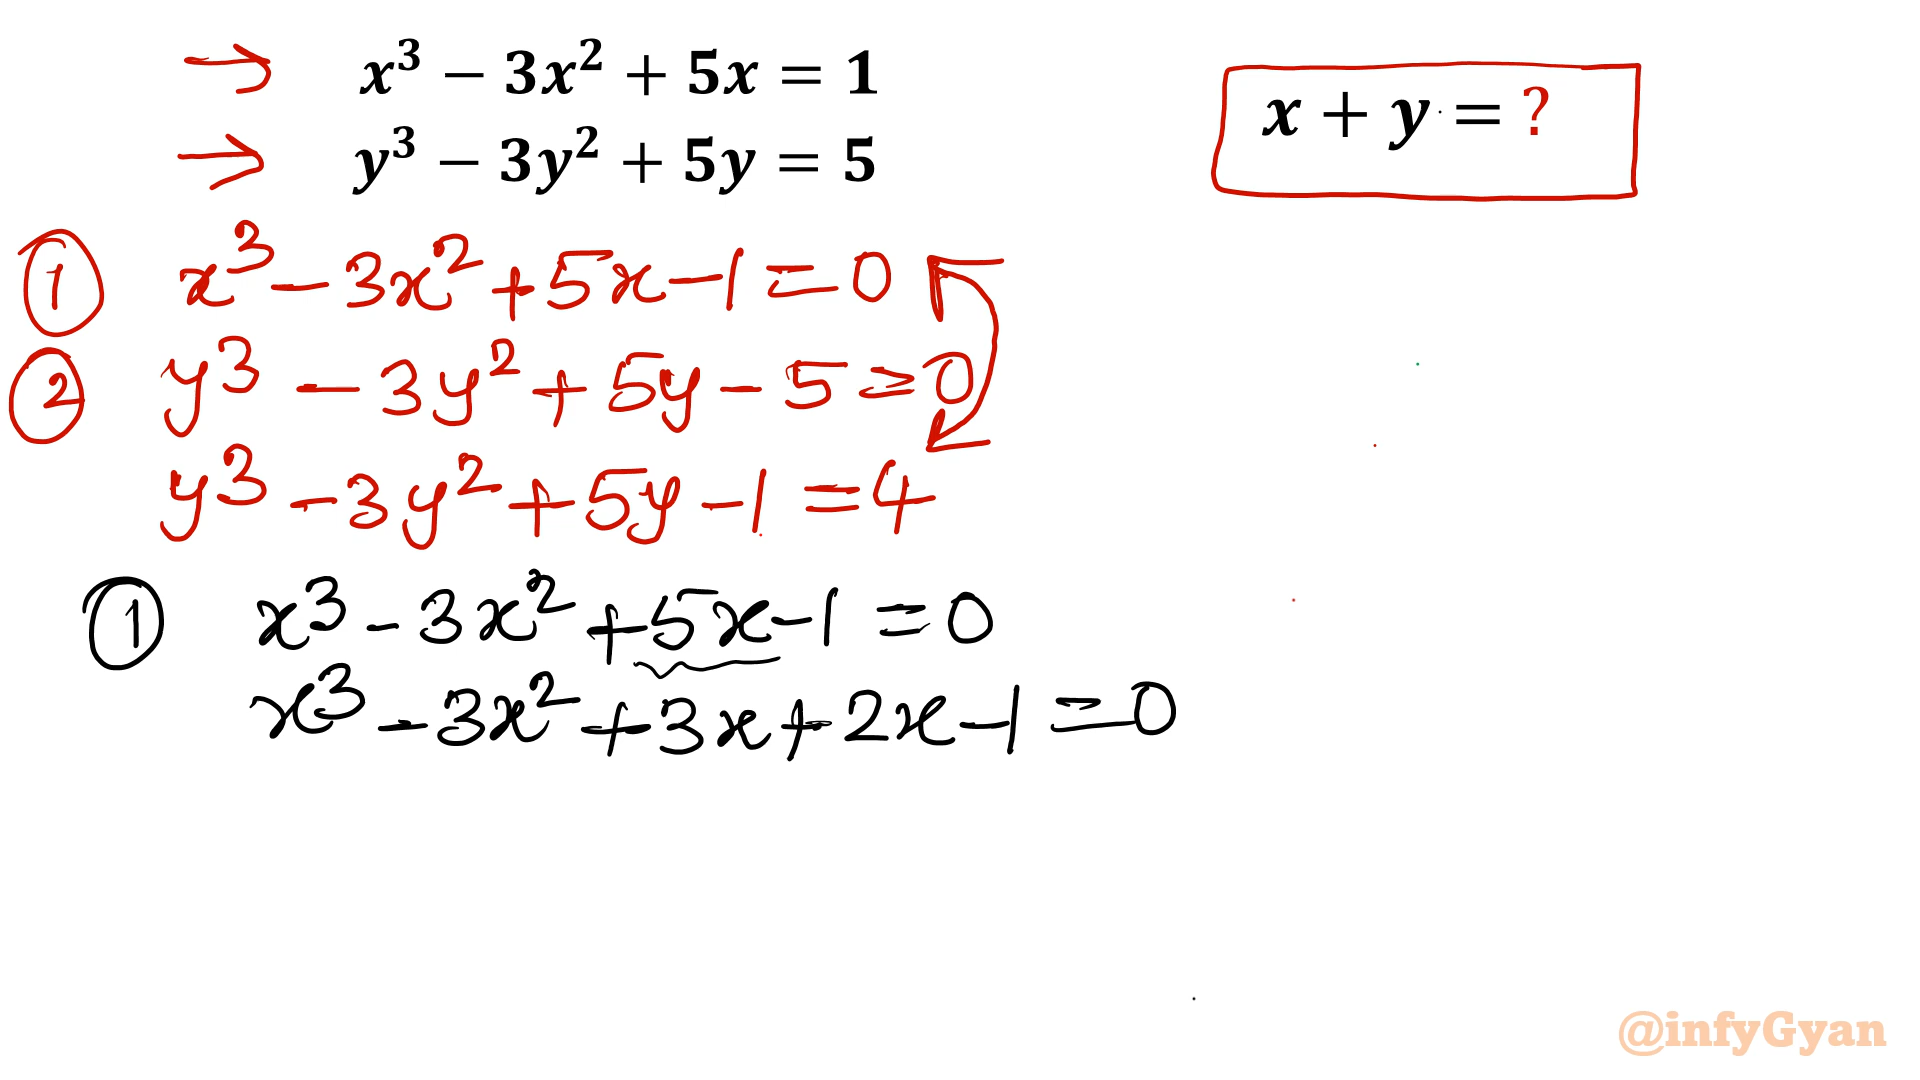 → x³ − 3x² + 5x = 1
→ y³ − 3y² + 5y = 5
x + y = ?
① x³ − 3x² + 5x − 1 = 0
② y³ − 3y² + 5y − 5 = 0
y³ − 3y² + 5y − 1 = 4
① x³ − 3x² + 5x − 1 = 0
x³ − 3x² + 3x + 2x − 1 = 0
@infyGyan